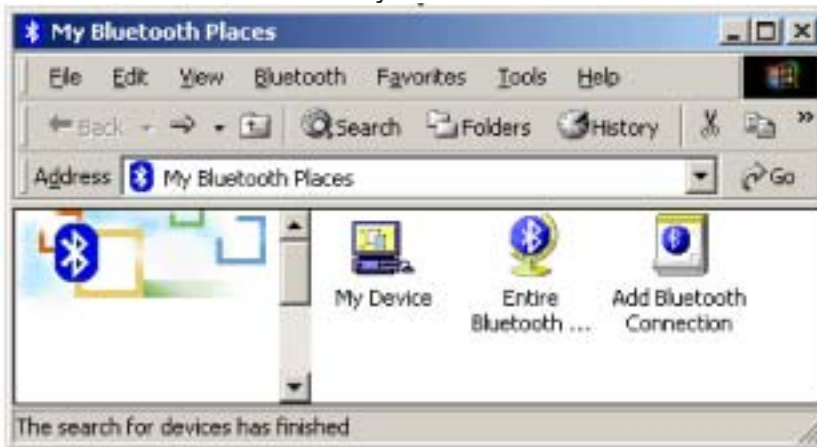 My Bluetooth Places
File Edit View Bluetooth Favorites Tools Help
Back Search Folders History »
Address My Bluetooth Places Go
My Device
Entire Bluetooth ...
Add Bluetooth Connection
The search for devices has finished